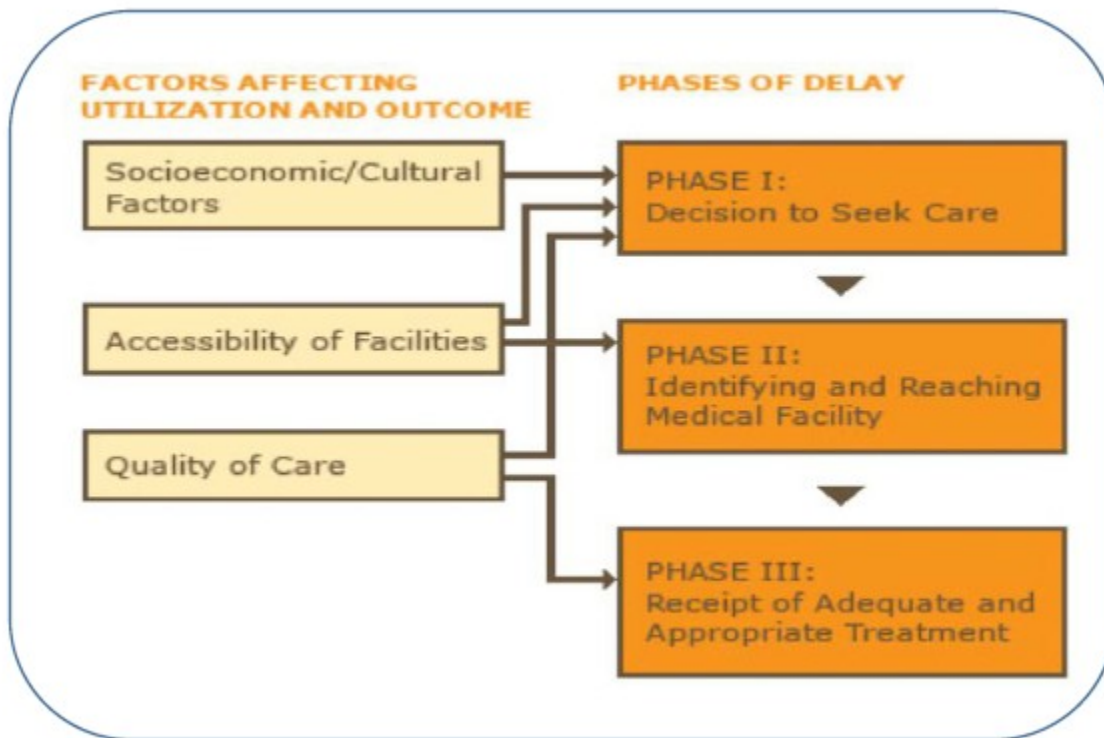 FACTORS AFFECTING
UTILIZATION AND OUTCOME
Socioeconomic/Cultural
Factors
Accessibility of Facilities
Quality of Care
PHASES OF DELAY
PHASE I:
Decision to Seek Care
PHASE II:
Identifying and Reaching
Medical Facility
PHASE III:
Receipt of Adequate and
Appropriate Treatment